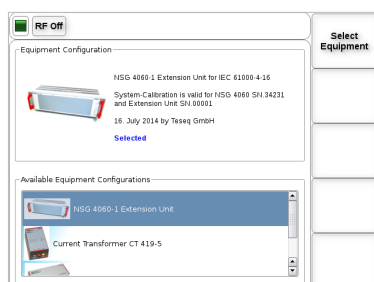 RF Off
Select
Equipment
Equipment Configuration
NSG 4060-1 Extension Unit for IEC 61000-4-16
System-Calibration is valid for NSG 4060 SN.34231
and Extension Unit SN.00001
16. July 2014 by Teseq GmbH
Selected
Available Equipment Configurations
NSG 4060-1 Extension Unit
Current Transformer CT 419-5